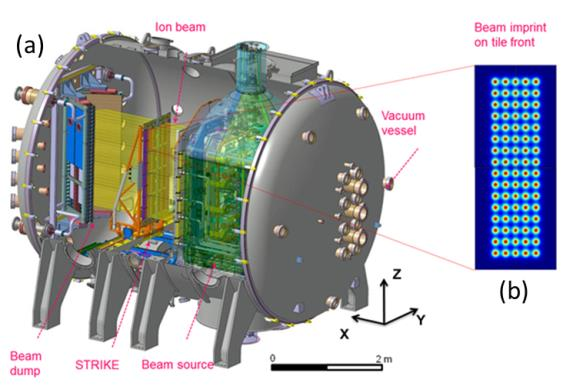 (a)
Ion beam
Beam imprint
on tile front
Vacuum
vessel
Z
X
Y
(b)
Beam
dump
STRIKE
Beam source
0
2 m